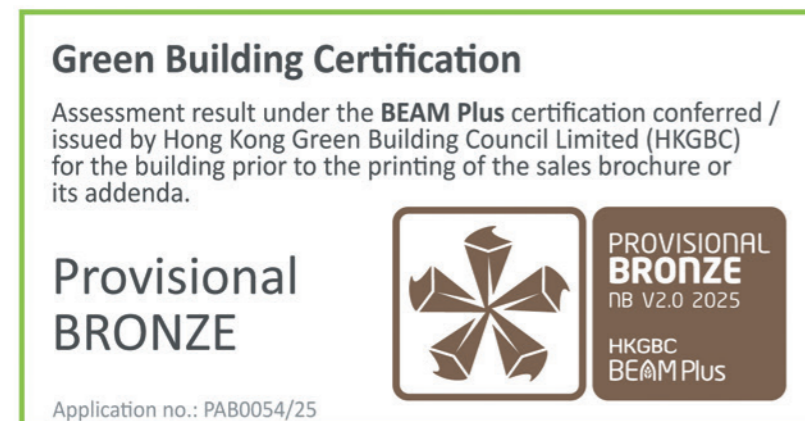 Green Building Certification
Assessment result under the BEAM Plus certification conferred /
issued by Hong Kong Green Building Council Limited (HKGBC)
for the building prior to the printing of the sales brochure or
its addenda.
Provisional
BRONZE
PROVISIONAL
BRONZE
NB V2.0 2025
HKGBC
BEAM Plus
Application no.: PAB0054/25